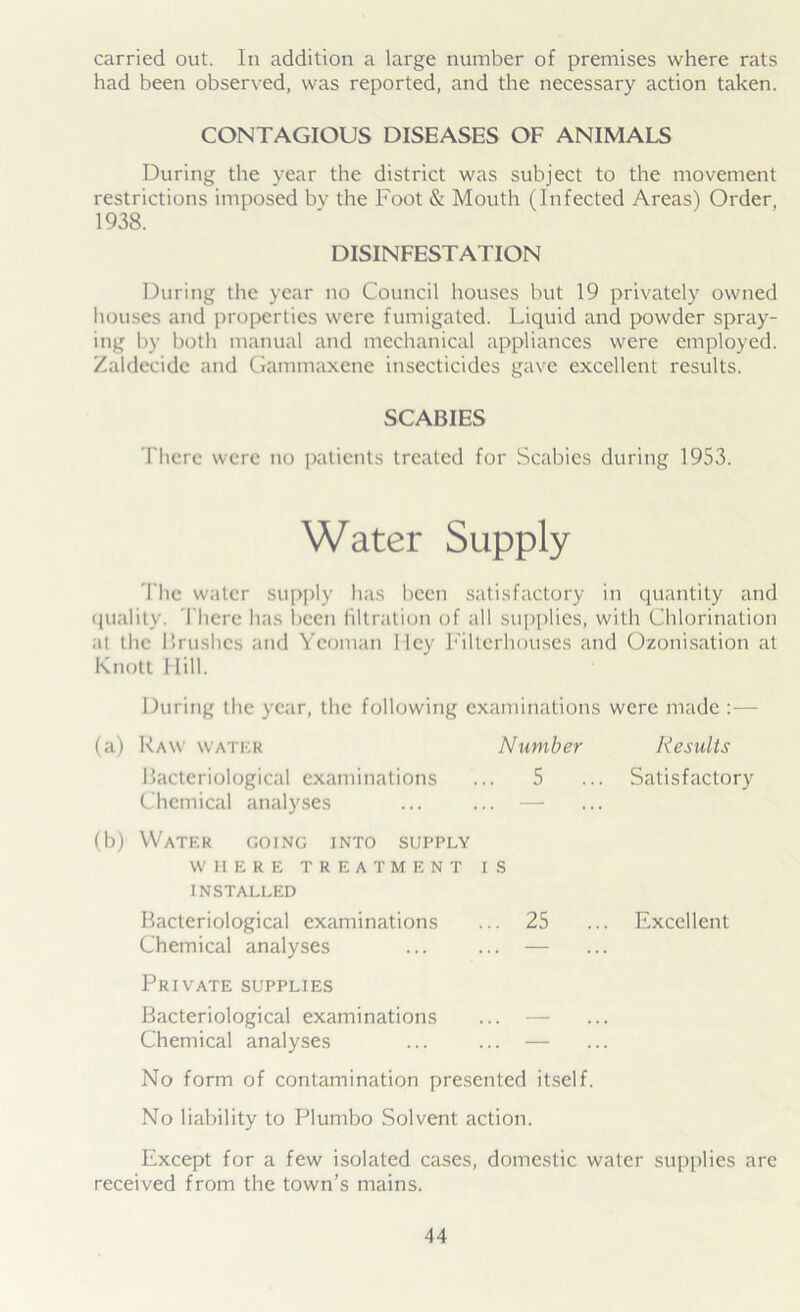 carried out. In addition a large number of premises where rats
had been observed, was reported, and the necessary action taken.
CONTAGIOUS DISEASES OF ANIMALS
During the year the district was subject to the movement
restrictions imposed by the Foot & Mouth (Infected Areas) Order,
1938.
DISINFESTATION
During the year no Council houses but 19 privately owned
houses and properties were fumigated. Liquid and powder spray-
ing by both manual and mechanical appliances were employed.
Zaldecide and Gammaxene insecticides gave excellent results.
SCABIES
There were no patients treated for Scabies during 1953.
Water Supply
The water supply has been satisfactory in quantity and
quality. There has been filtration of all supplies, with Chlorination
at the Brushes and Yeoman Hey Filterhouses and Ozonisation at
Knott Hill.
During the year, the following examinations were made :—
(a) RAW WATER Number Results
Bacteriological examinations ... 5 ... Satisfactory
Chemical analyses ... ... — ...
(b) WATER GOING INTO SUPPLY
WHERE TREATMENT IS
INSTALLED
Bacteriological examinations ... 25 ... Excellent
Chemical analyses ... ... — ...
PRIVATE SUPPLIES
Bacteriological examinations ... — ...
Chemical analyses ... ... — ...
No form of contamination presented itself.
No liability to Plumbo Solvent action.
Except for a few isolated cases, domestic water supplies are
received from the town's mains.
44